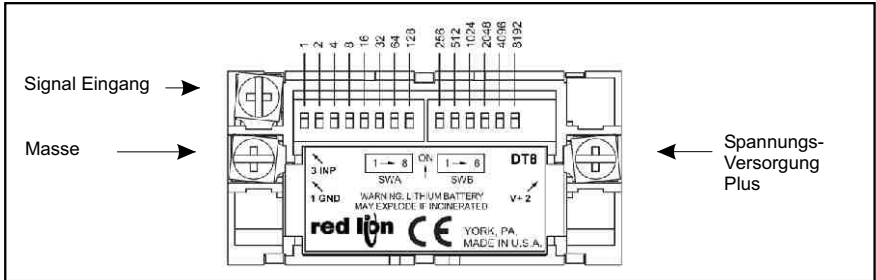 1 2 4 8 16 32 64 128 256 512 1024 2048 4096 8192
Signal Eingang
Masse
Spannungs-
Versorgung
Plus
3 INP
1 → 8
ON
1 → 6
DT8
SWA
SWB
1 GND
WARNING: LITHIUM BATTERY
MAY EXPLODE IF INCINERATED
V+ 2
red lion
CE
YORK, PA.
MADE IN U.S.A.